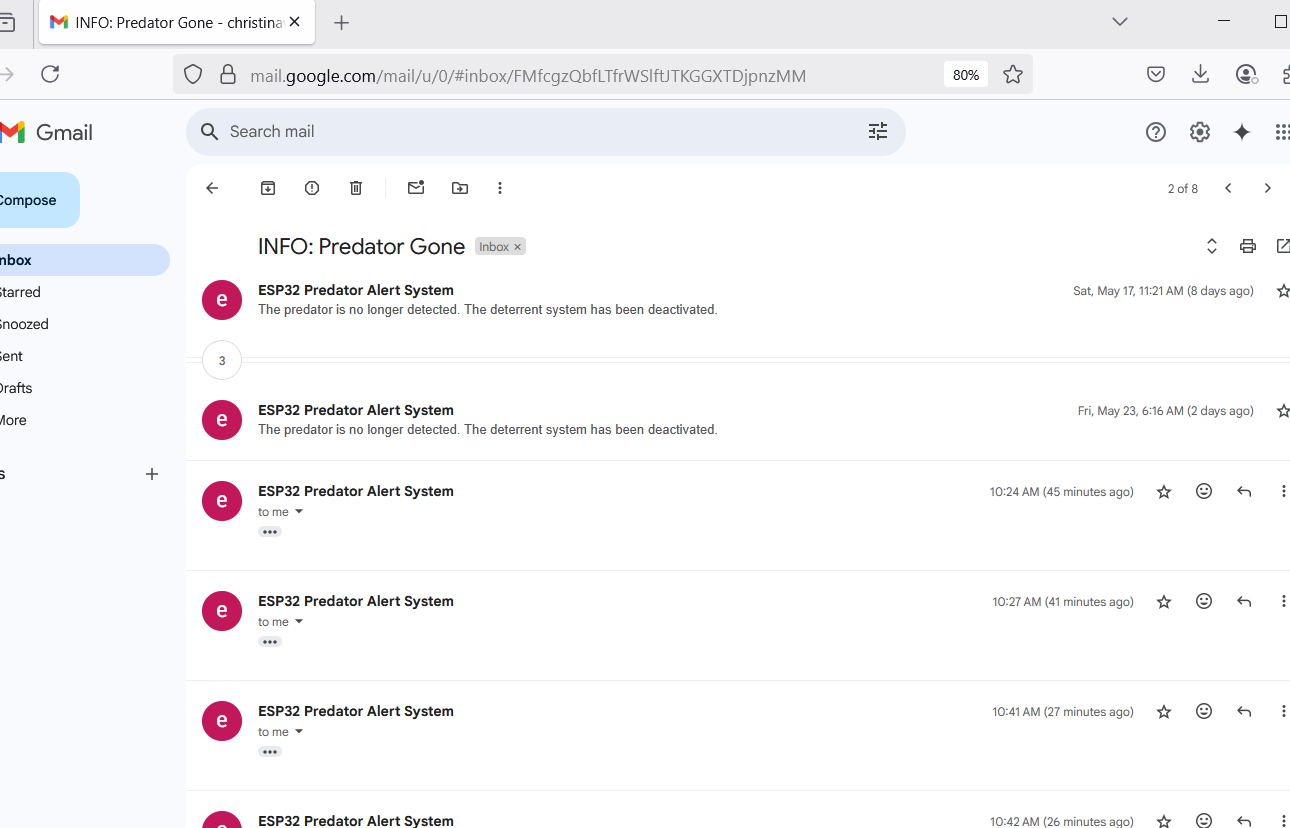 INFO: Predator Gone - christina
mail.google.com/mail/u/0/#inbox/FMfcgzQbfLTfrWSlftJTKGGXTDjpnzMM
80%
Gmail
Search mail
Compose
2 of 8
INFO: Predator Gone Inbox ×
nbox
e
ESP32 Predator Alert System
Sat, May 17, 11:21 AM (8 days ago)
Starred
The predator is no longer detected. The deterrent system has been deactivated.
Snoozed
Sent
3
Drafts
e
ESP32 Predator Alert System
Fri, May 23, 6:16 AM (2 days ago)
More
The predator is no longer detected. The deterrent system has been deactivated.
s
e
ESP32 Predator Alert System
10:24 AM (45 minutes ago)
to me
e
ESP32 Predator Alert System
10:27 AM (41 minutes ago)
to me
e
ESP32 Predator Alert System
10:41 AM (27 minutes ago)
to me
e
ESP32 Predator Alert System
10:42 AM (26 minutes ago)